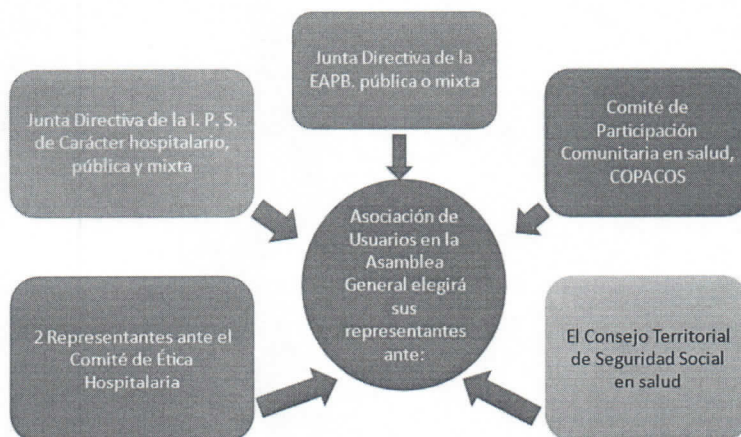 Junta Directiva de la
EAPB. pública o mixta
Junta Directiva de la I. P. S.
de Carácter hospitalario,
pública y mixta
Comité de
Participación
Comunitaria en salud,
COPACOS
Asociación de
Usuarios en la
Asamblea
General elegirá
sus
representantes
ante:
2 Representantes ante el
Comité de Ética
Hospitalaria
El Consejo Territorial
de Seguridad Social
en salud